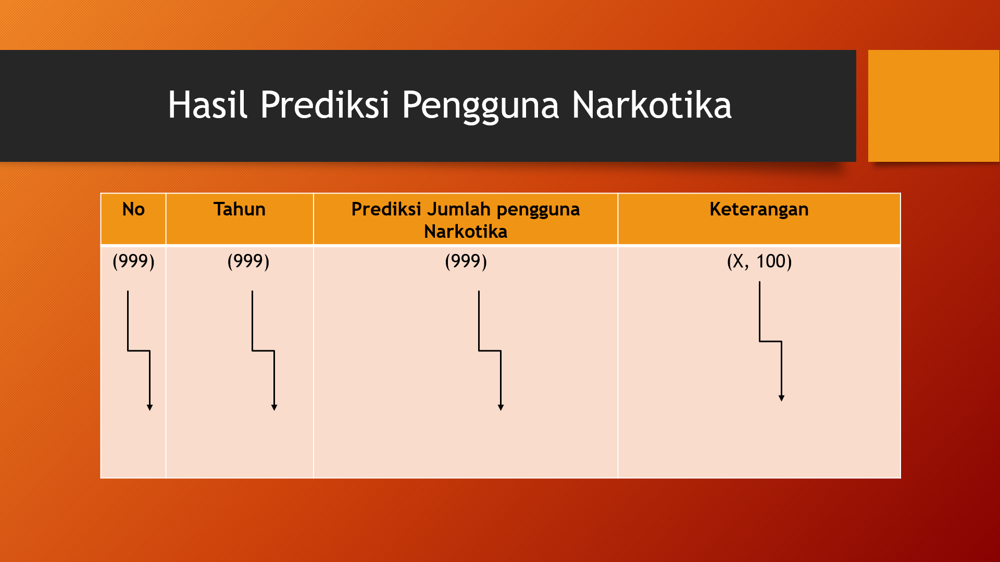 Hasil Prediksi Pengguna Narkotika
No
Tahun
Prediksi Jumlah pengguna
Narkotika
Keterangan
(999)
(999)
(999)
(X, 100)